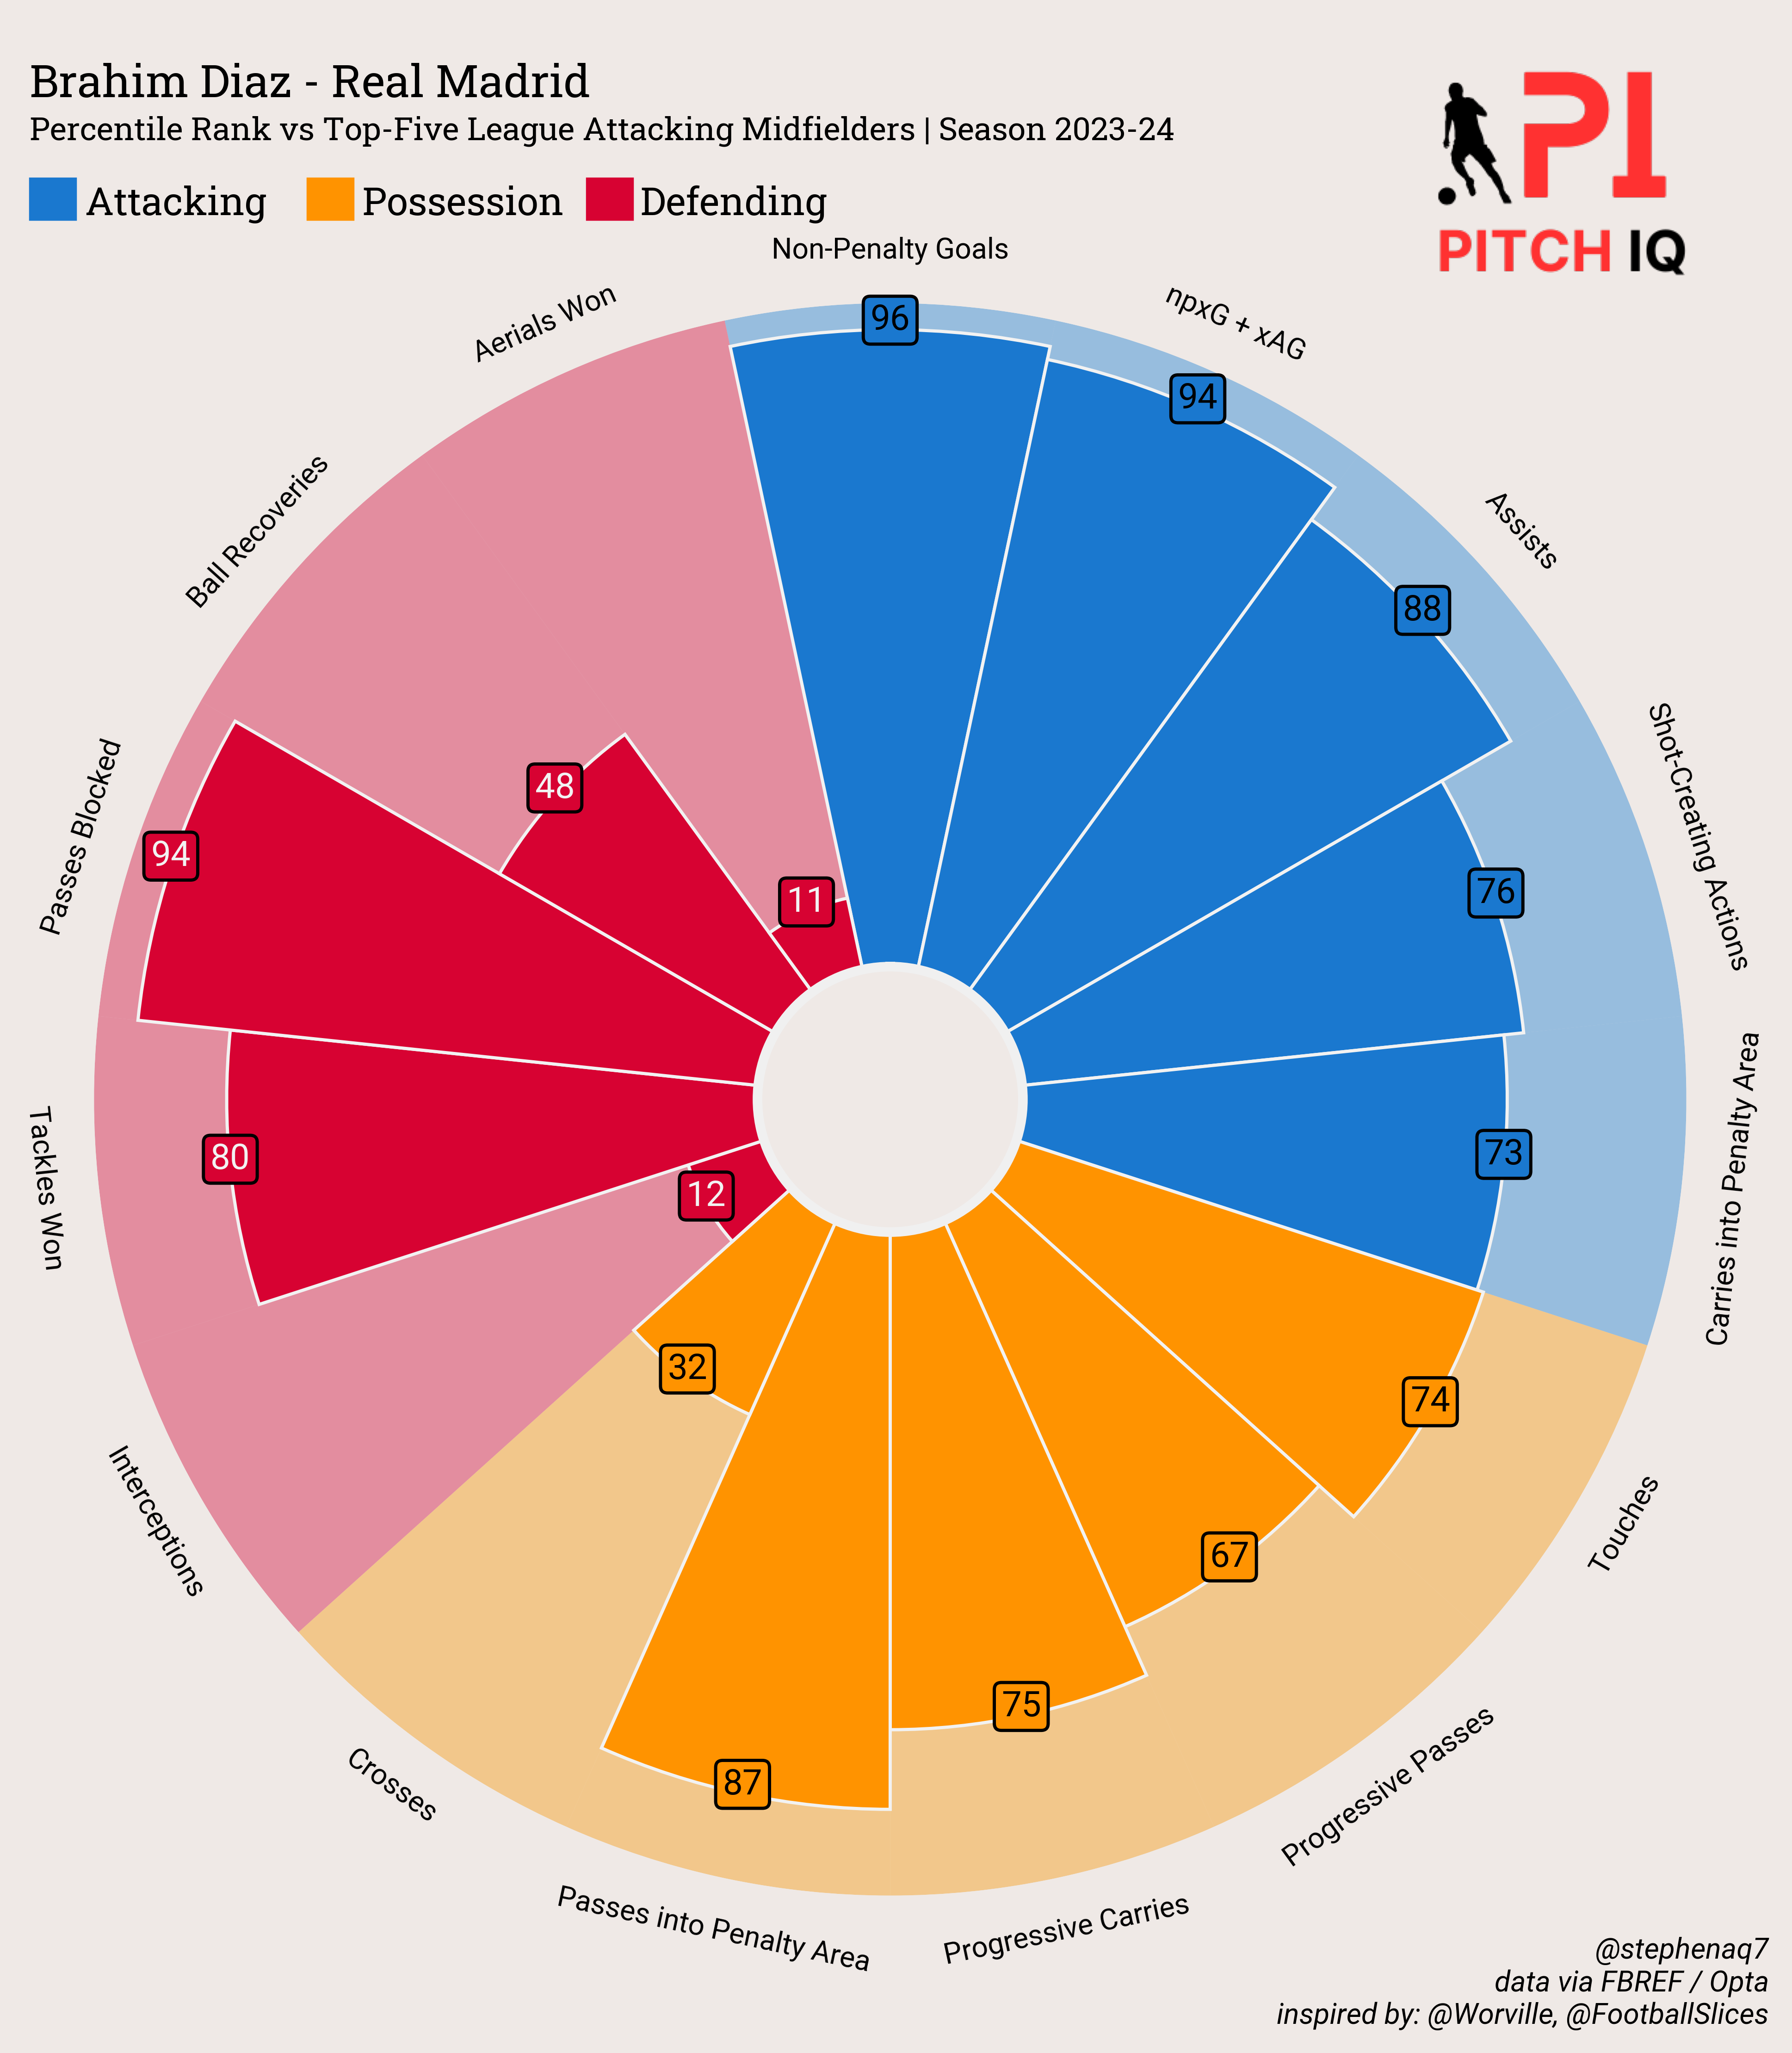 Brahim Diaz - Real Madrid
Percentile Rank vs Top-Five League Attacking Midfielders | Season 2023-24
Attacking
Possession
Defending
PI
PITCH IQ
Non-Penalty Goals
96
npxG + xAG
94
Assists
88
Shot-Creating Actions
76
Carries into Penalty Area
73
Touches
74
Progressive Passes
67
Progressive Carries
75
Passes into Penalty Area
87
Crosses
32
Interceptions
12
Tackles Won
80
Passes Blocked
94
Ball Recoveries
48
Aerials Won
11
@stephenaq7
data via FBREF / Opta
inspired by: @Worville, @FootballSlices